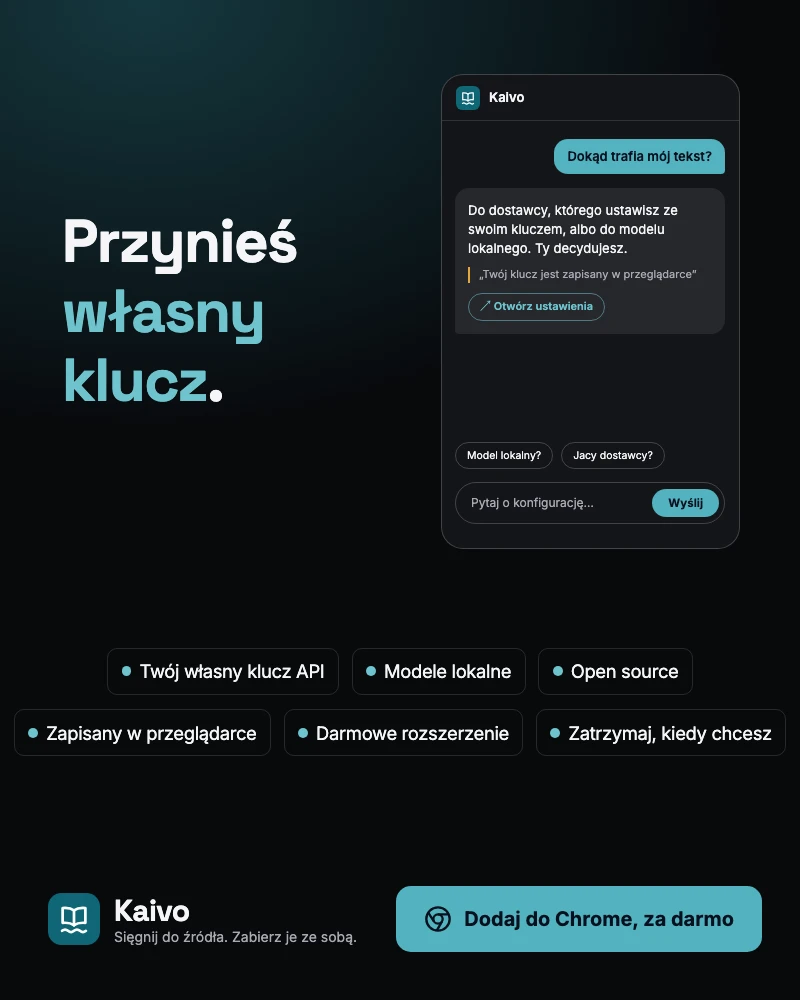 Przynieś
własny
klucz.
Kaivo
Dokąd trafia mój tekst?
Do dostawcy, którego ustawisz ze
swoim kluczem, albo do modelu
lokalnego. Ty decydujesz.
„Twój klucz jest zapisany w przeglądarce”
↗ Otwórz ustawienia
Model lokalny?
Jacy dostawcy?
Pytaj o konfigurację...
Wyślij
Twój własny klucz API
Modele lokalne
Open source
Zapisany w przeglądarce
Darmowe rozszerzenie
Zatrzymaj, kiedy chcesz
Kaivo
Sięgnij do źródła. Zabierz je ze sobą.
Dodaj do Chrome, za darmo